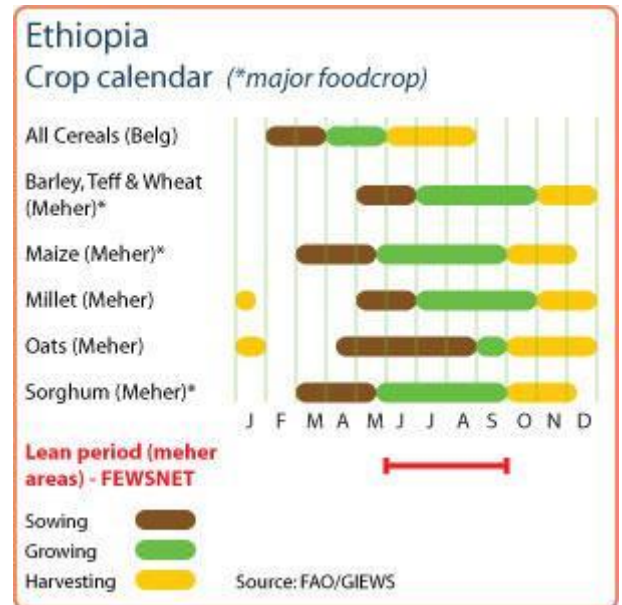 Ethiopia
Crop calendar (*major foodcrop)
All Cereals (Belg)
Barley, Teff & Wheat
(Meher)*
Maize (Meher)*
Millet (Meher)
Oats (Meher)
Sorghum (Meher)*
J F M A M J J A S O N D
Lean period (meher
areas) - FEWSNET
Sowing
Growing
Harvesting
Source: FAO/GIEWS